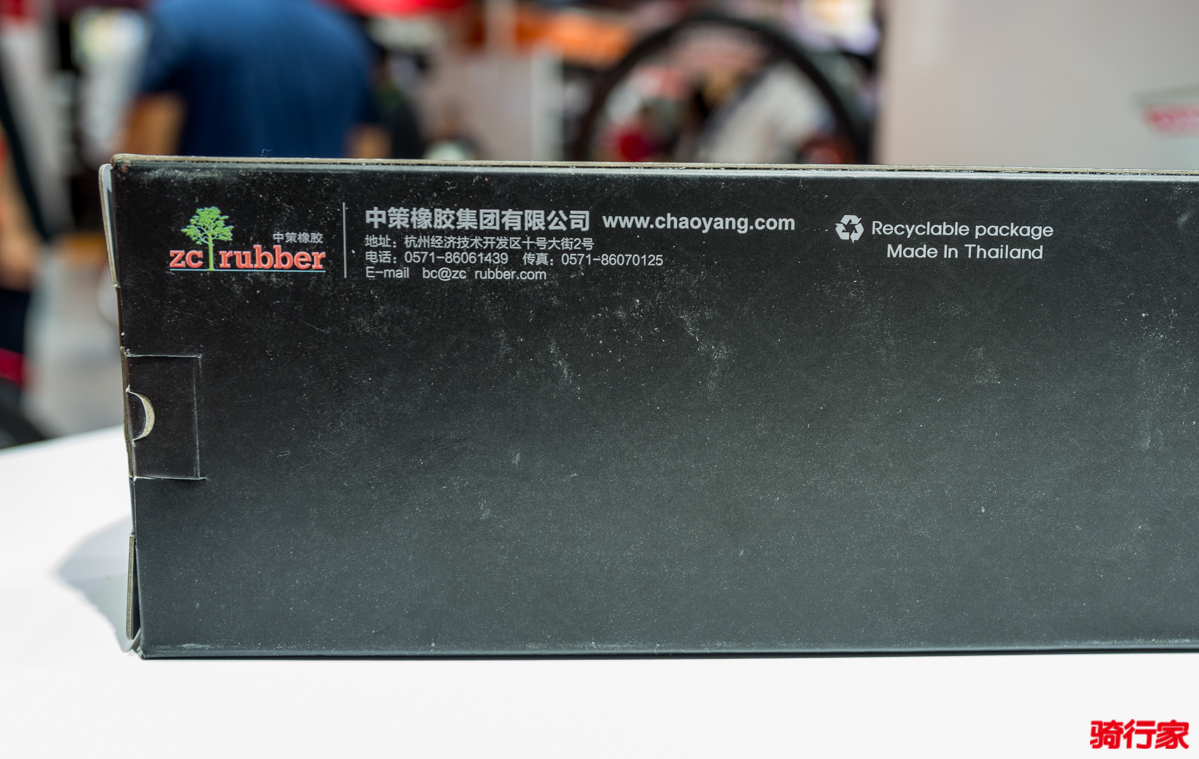 中策橡胶
zc rubber
中策橡胶集团有限公司 www.chaoyang.com
地址：杭州经济技术开发区十号大街2号
电话：0571-86061439 传真：0571-86070125
E-mail bc@zc rubber.com
Recyclable package
Made In Thailand
骑行家